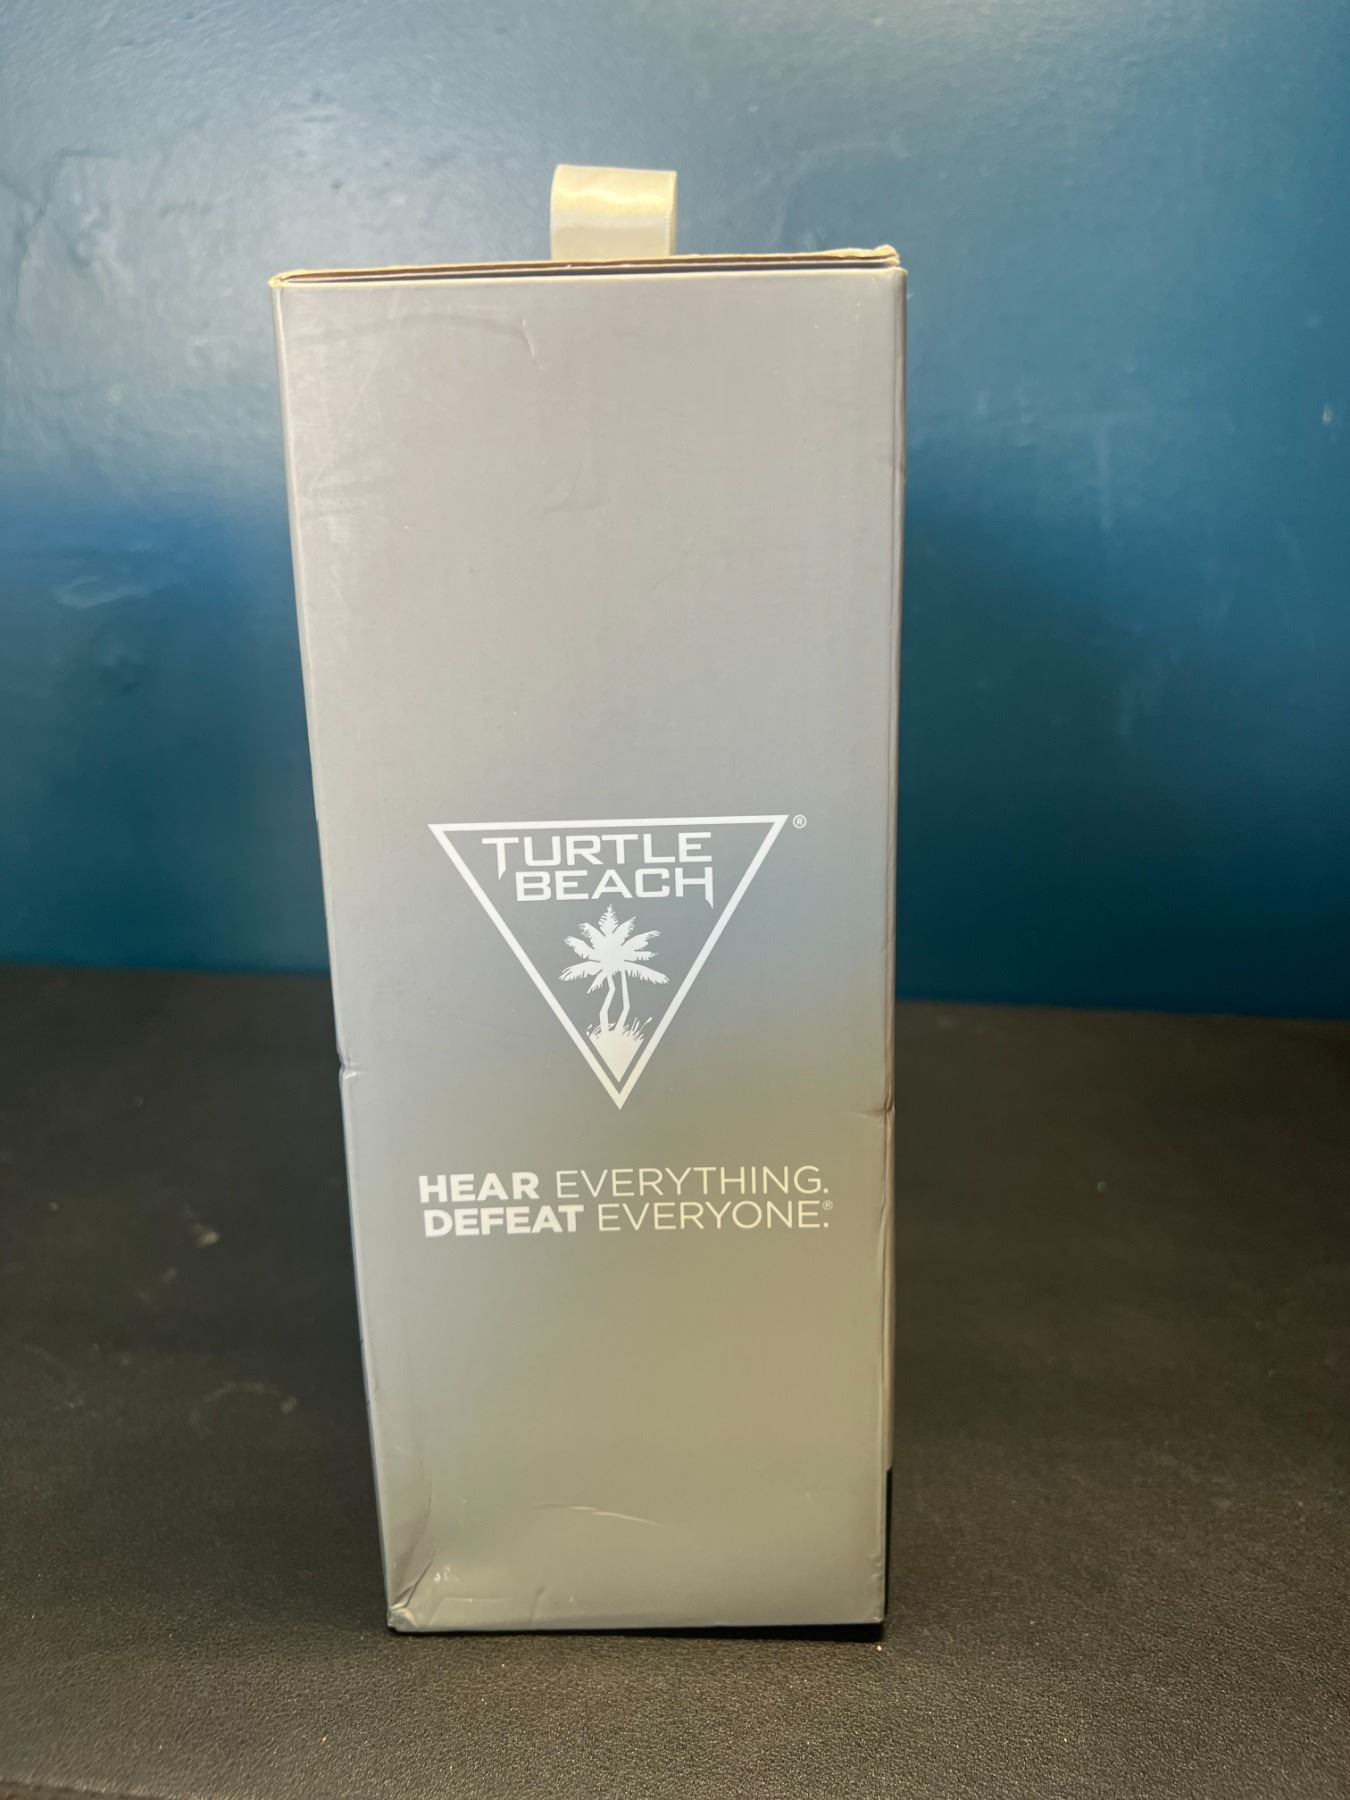 TURTLE
BEACH®
HEAR EVERYTHING.
DEFEAT EVERYONE.®